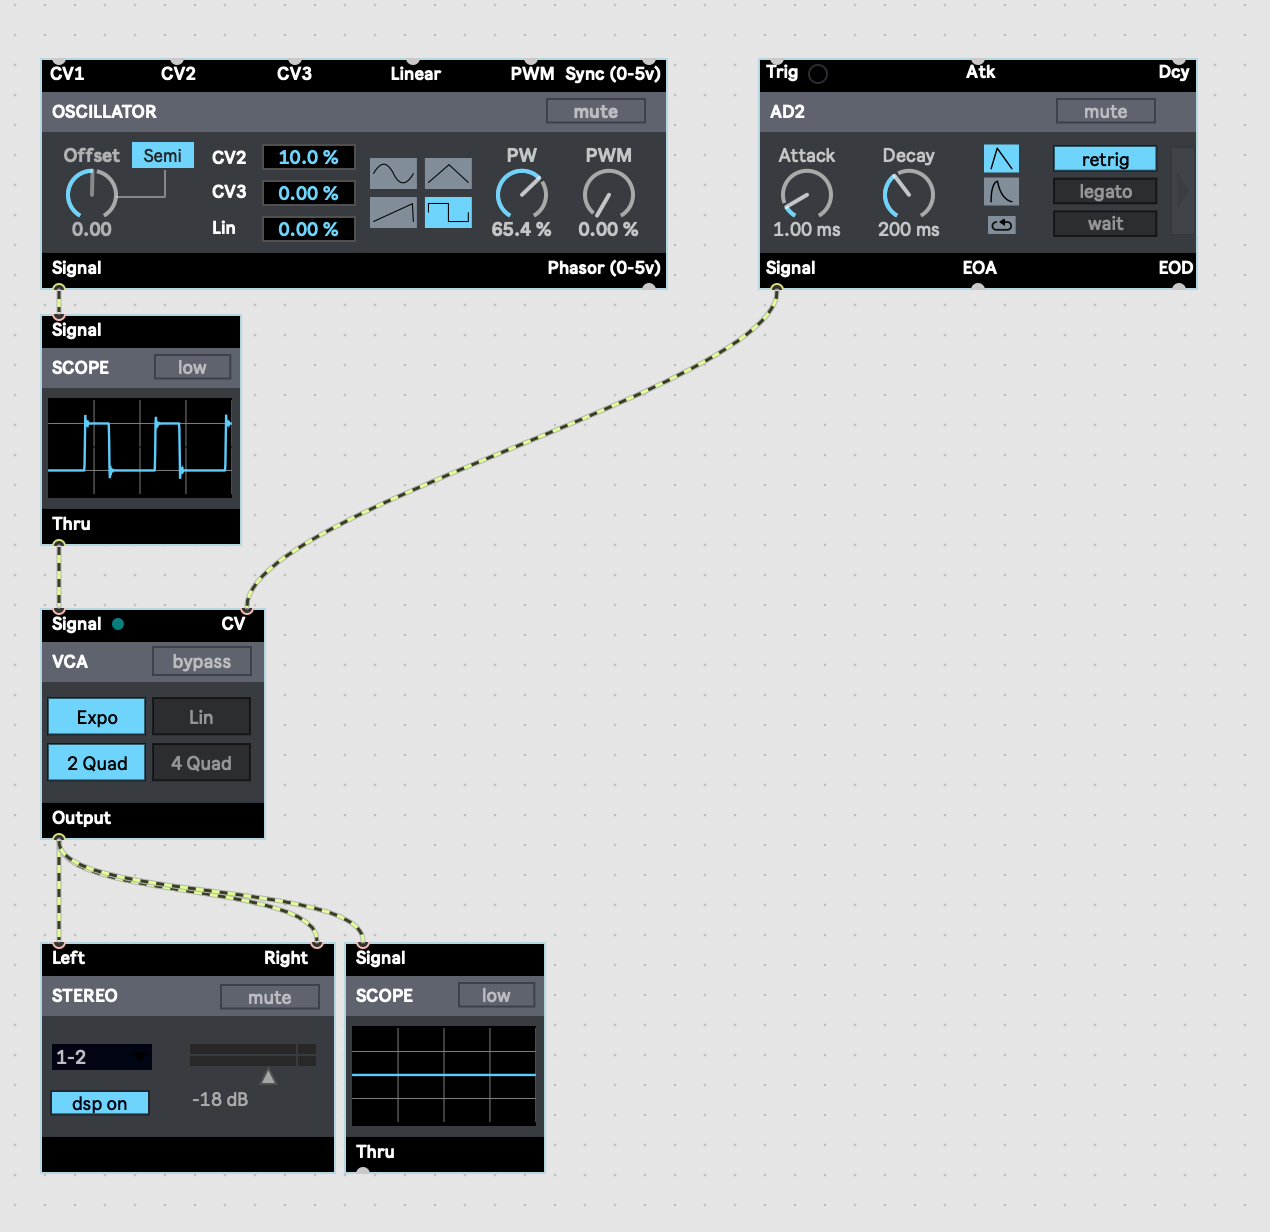 CV1 CV2 CV3 Linear PWM Sync (0-5v)
OSCILLATOR mute
Offset Semi CV2 10.0 % PW PWM
CV3 0.00 %
0.00 Lin 0.00 % 65.4 % 0.00 %
Signal Phasor (0-5v)
Trig Atk Dcy
AD2 mute
Attack Decay retrig
legato
1.00 ms 200 ms wait
Signal EOA EOD
Signal
SCOPE low
Thru
Signal CV
VCA bypass
Expo Lin
2 Quad 4 Quad
Output
Left Right
STEREO mute
1-2
dsp on -18 dB
Signal
SCOPE low
Thru